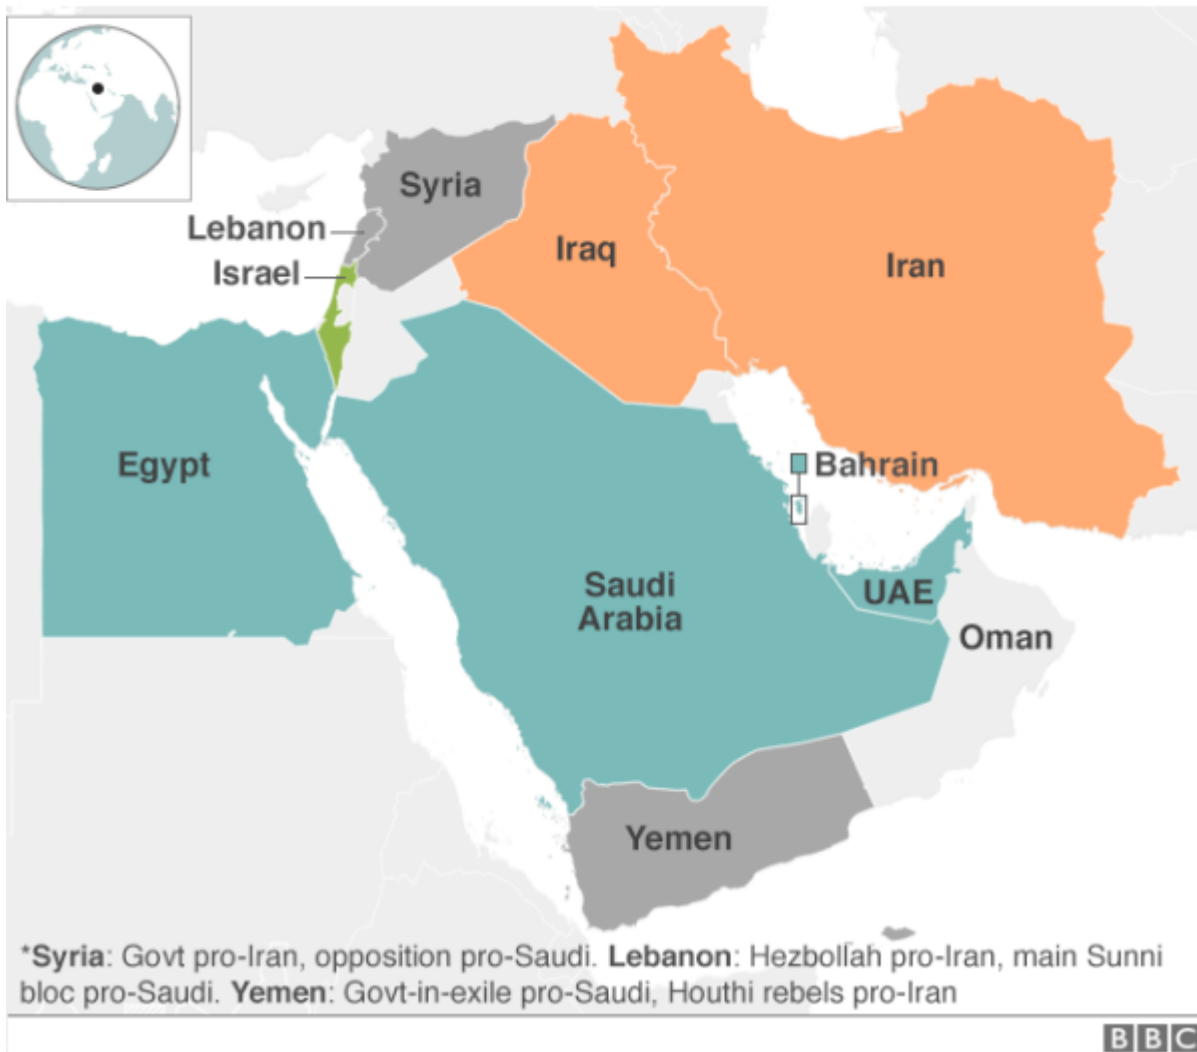 Syria
Lebanon
Israel
Iraq
Iran
Egypt
Bahrain
Saudi
Arabia
UAE
Oman
Yemen
*Syria: Govt pro-Iran, opposition pro-Saudi. Lebanon: Hezbollah pro-Iran, main Sunni
bloc pro-Saudi. Yemen: Govt-in-exile pro-Saudi, Houthi rebels pro-Iran
BBC